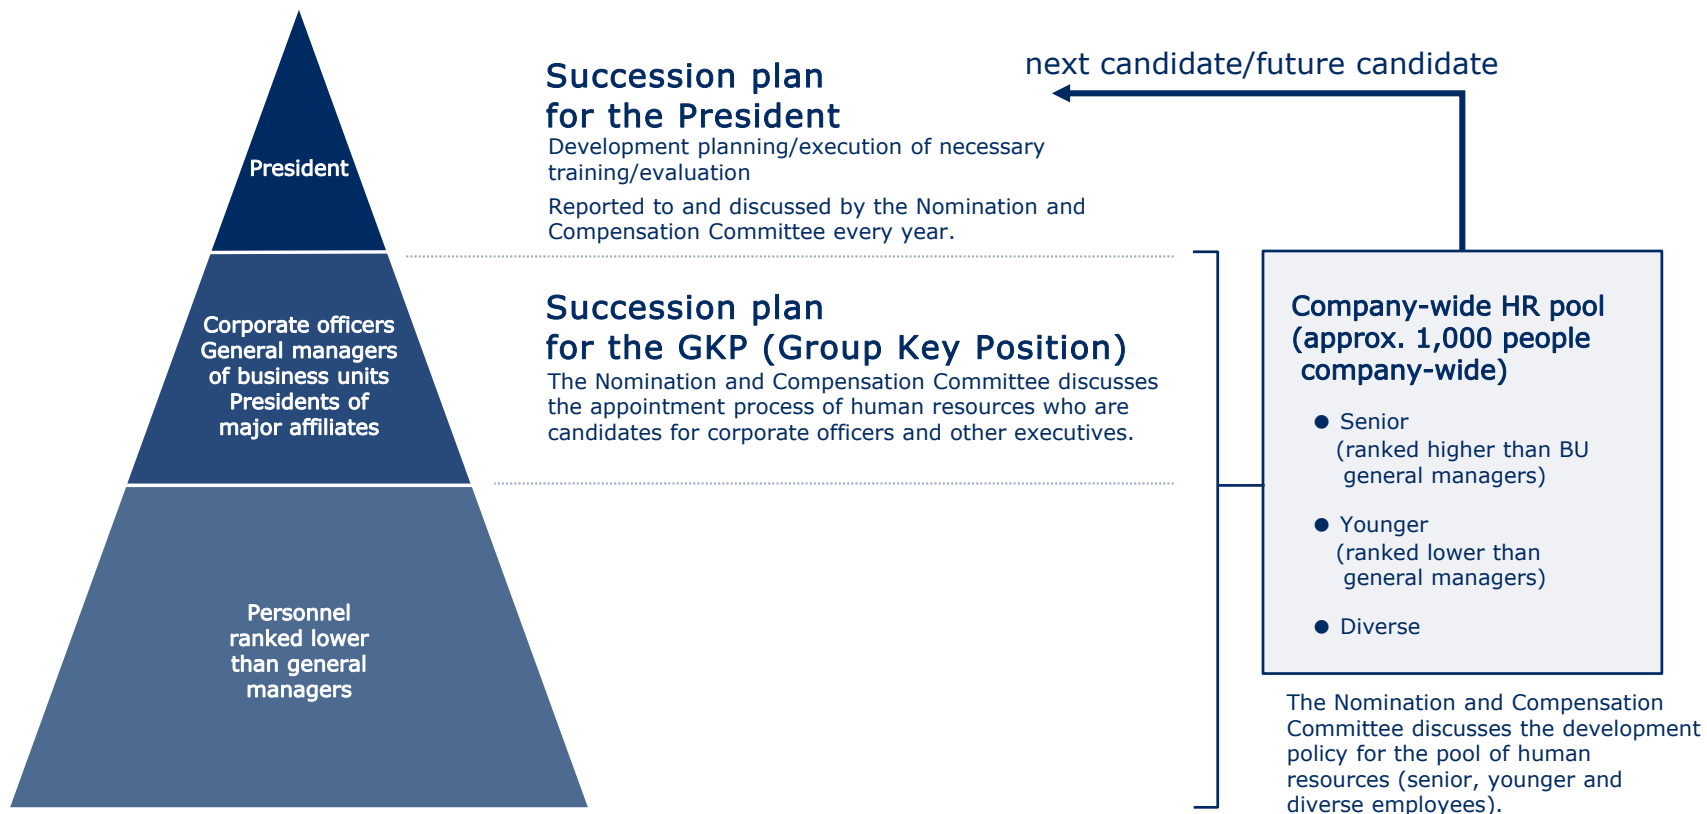 President
Corporate officers
General managers
of business units
Presidents of
major affiliates
Personnel
ranked lower
than general
managers
Succession plan
for the President
Development planning/execution of necessary
training/evaluation
Reported to and discussed by the Nomination and
Compensation Committee every year.
Succession plan
for the GKP (Group Key Position)
The Nomination and Compensation Committee discusses
the appointment process of human resources who are
candidates for corporate officers and other executives.
next candidate/future candidate
Company-wide HR pool
(approx. 1,000 people
company-wide)
● Senior
(ranked higher than BU
general managers)
● Younger
(ranked lower than
general managers)
● Diverse
The Nomination and Compensation
Committee discusses the development
policy for the pool of human
resources (senior, younger and
diverse employees).